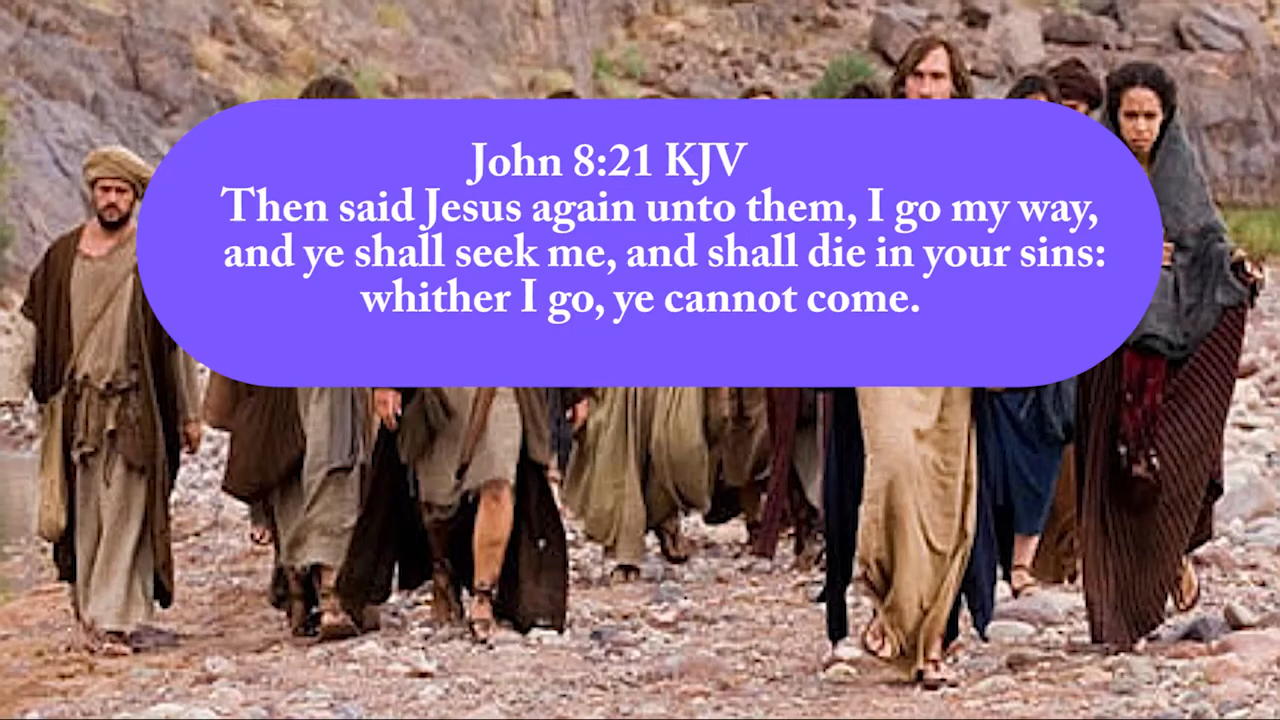 John 8:21 KJV
Then said Jesus again unto them, I go my way,
and ye shall seek me, and shall die in your sins:
whither I go, ye cannot come.